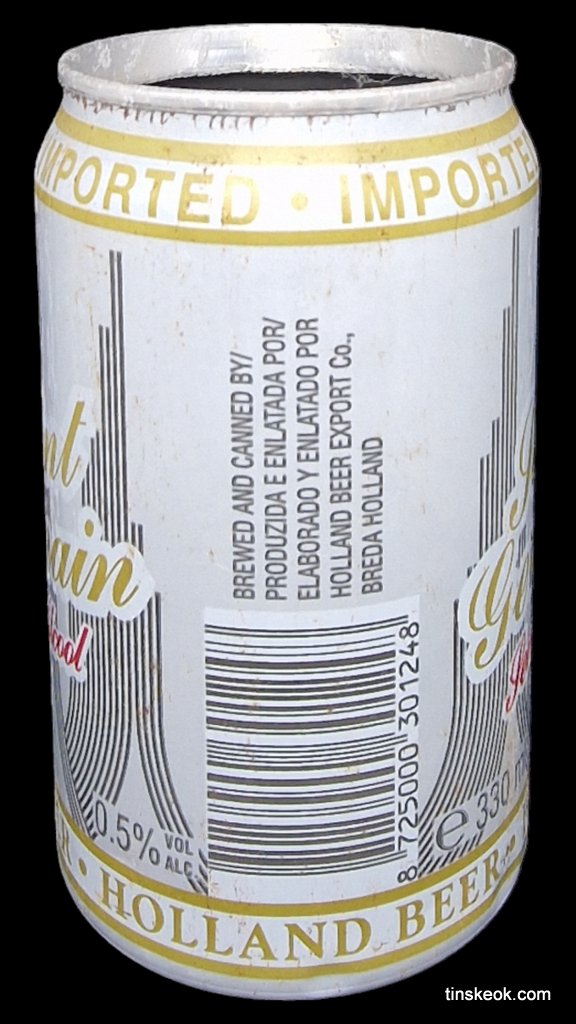 IMPORTED • IMPORTED
BREWED AND CANNED BY/
PRODUZIDA E ENLATADA POR/
ELABORADO Y ENLATADO POR
HOLLAND BEER EXPORT Co.,
BREDA HOLLAND
8 725000 301248
0.5% VOL
ALC.
e 330 m
• HOLLAND BEER
tinskeok.com